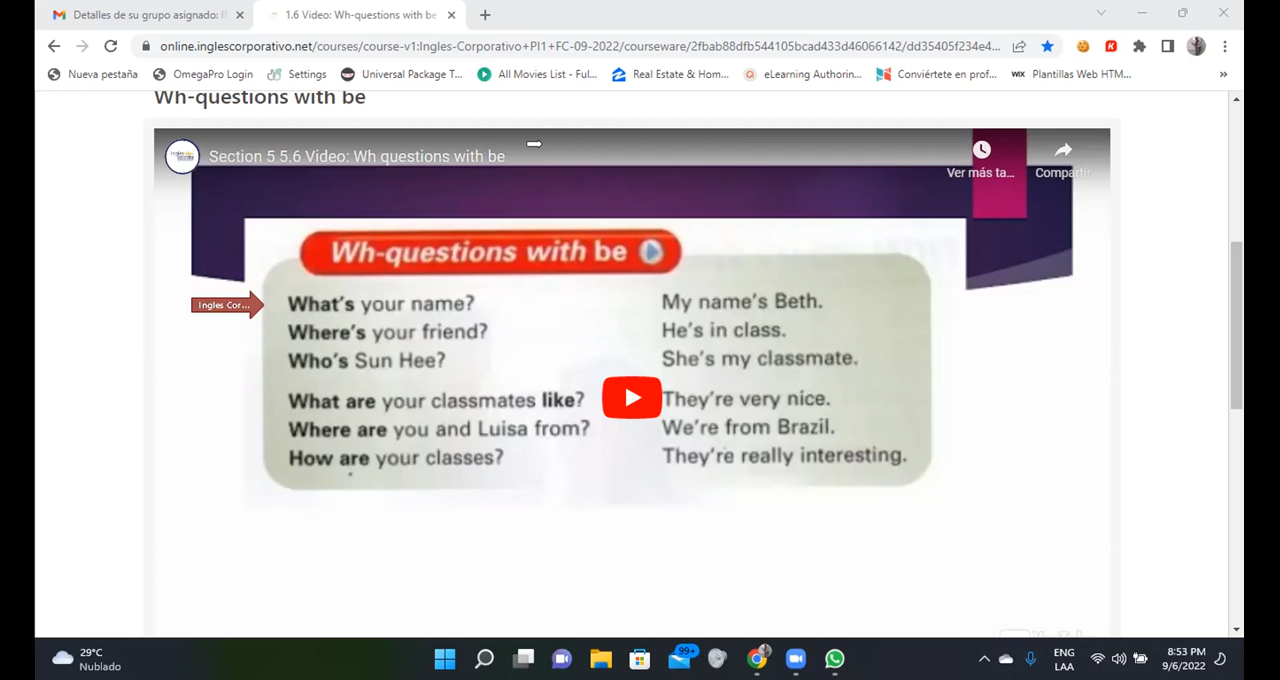 Detalles de su grupo asignado: I
1.6 Video: Wh-questions with be
online.inglescorporativo.net/courses/course-v1:Ingles-Corporativo+PI1+FC-09-2022/courseware/2fbab88dfb544105bcad433d46066142/dd35405f234e4...
Nueva pestaña
OmegaPro Login
Settings
Universal Package T...
All Movies List - Ful...
Real Estate & Hom...
eLearning Authorin...
Conviértete en prof...
WIX Plantillas Web HTM...
»
Wh-questions with be
Section 5 5.6 Video: Wh questions with be
Ver más ta...
Compartir
Wh-questions with be
Ingles Cor...
What's your name? My name's Beth.
Where's your friend? He's in class.
Who's Sun Hee? She's my classmate.
What are your classmates like? They're very nice.
Where are you and Luisa from? We're from Brazil.
How are your classes? They're really interesting.
29°C
Nublado
99+
ENG
LAA
8:53 PM
9/6/2022